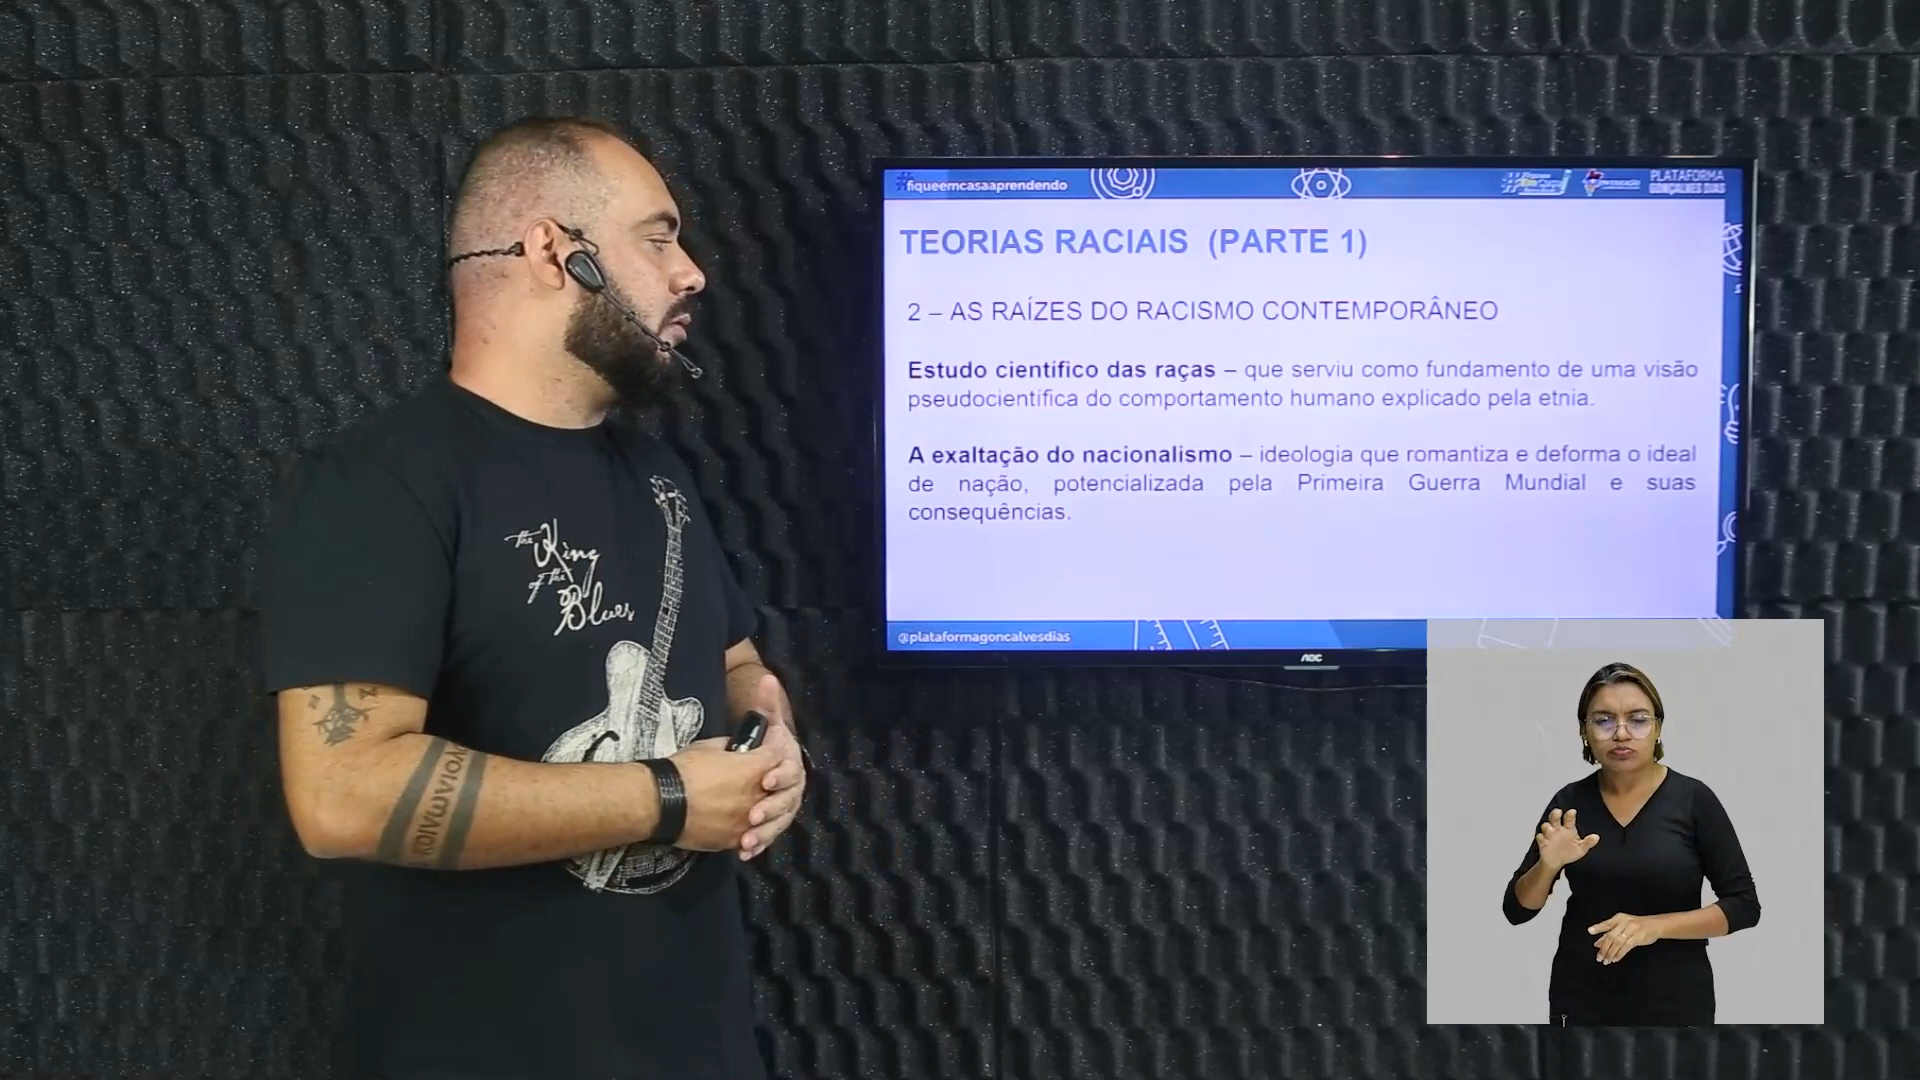 #fiqueemcasaaprendendo
PLATAFORMA
GONÇALVES DIAS
TEORIAS RACIAIS (PARTE 1)
2 – AS RAÍZES DO RACISMO CONTEMPORÂNEO
Estudo científico das raças – que serviu como fundamento de uma visão
pseudocientífica do comportamento humano explicado pela etnia.
A exaltação do nacionalismo – ideologia que romantiza e deforma o ideal
de nação, potencializada pela Primeira Guerra Mundial e suas
consequências.
@plataformagoncalvesdias
AOC
the King
of the
Blues